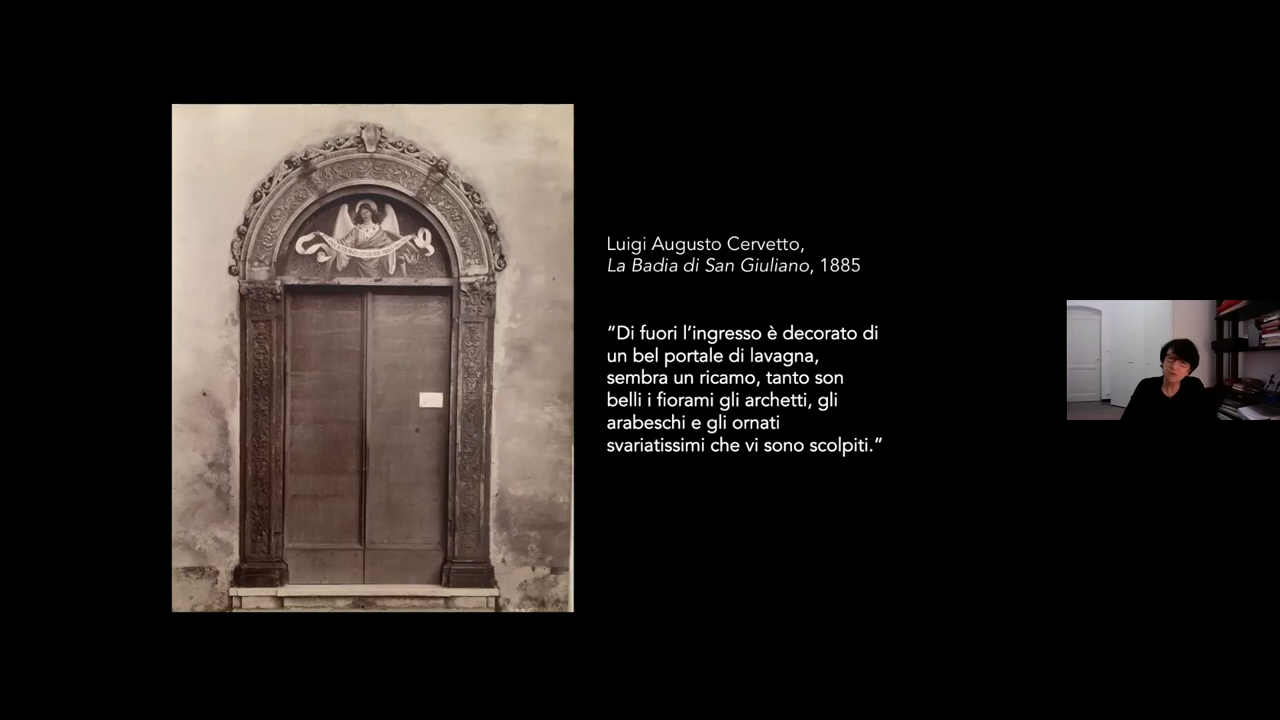 Luigi Augusto Cervetto,
La Badia di San Giuliano, 1885
“Di fuori l’ingresso è decorato di
un bel portale di lavagna,
sembra un ricamo, tanto son
belli i fiorami gli archetti, gli
arabeschi e gli ornati
svariatissimi che vi sono scolpiti.”